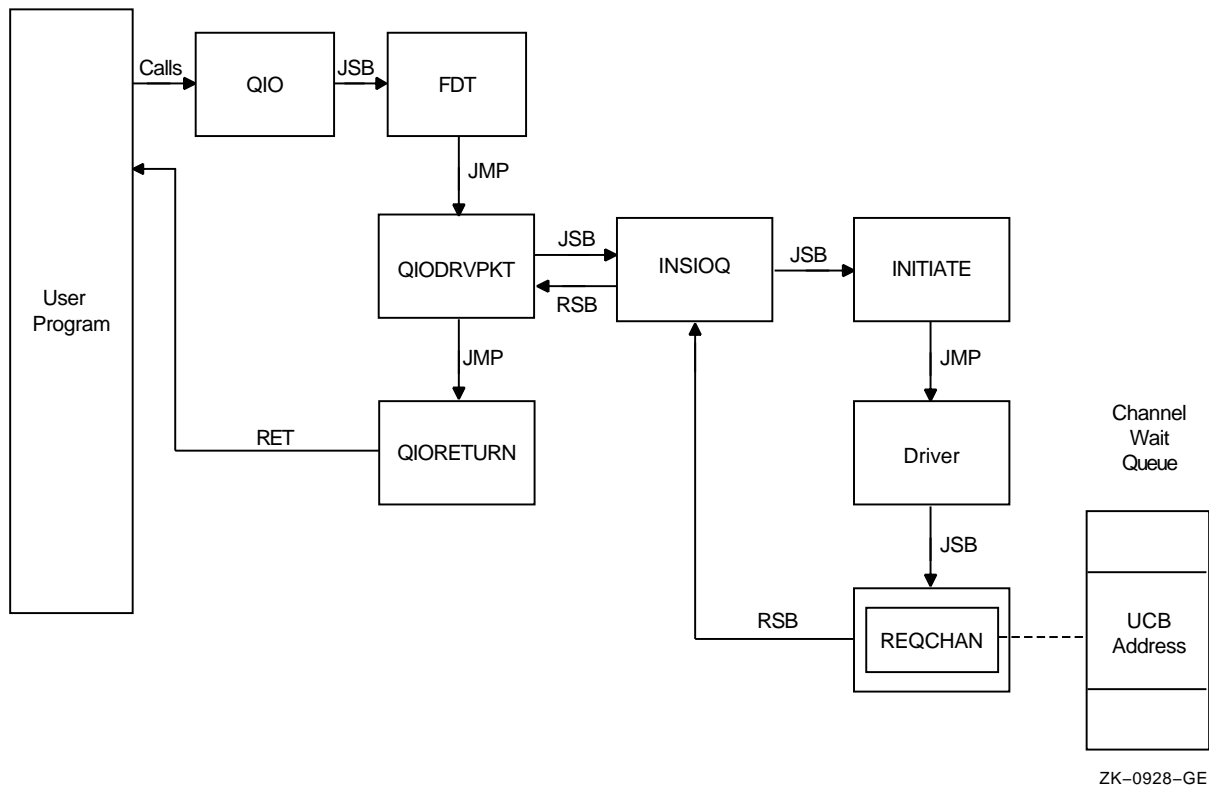 Calls
QIO
JSB
FDT
JMP
QIODRVPKT
JSB
RSB
INSIOQ
JSB
INITIATE
User
Program
JMP
JMP
RET
QIORETURN
Driver
Channel
Wait
Queue
JSB
RSB
REQCHAN
UCB
Address
ZK–0928–GE